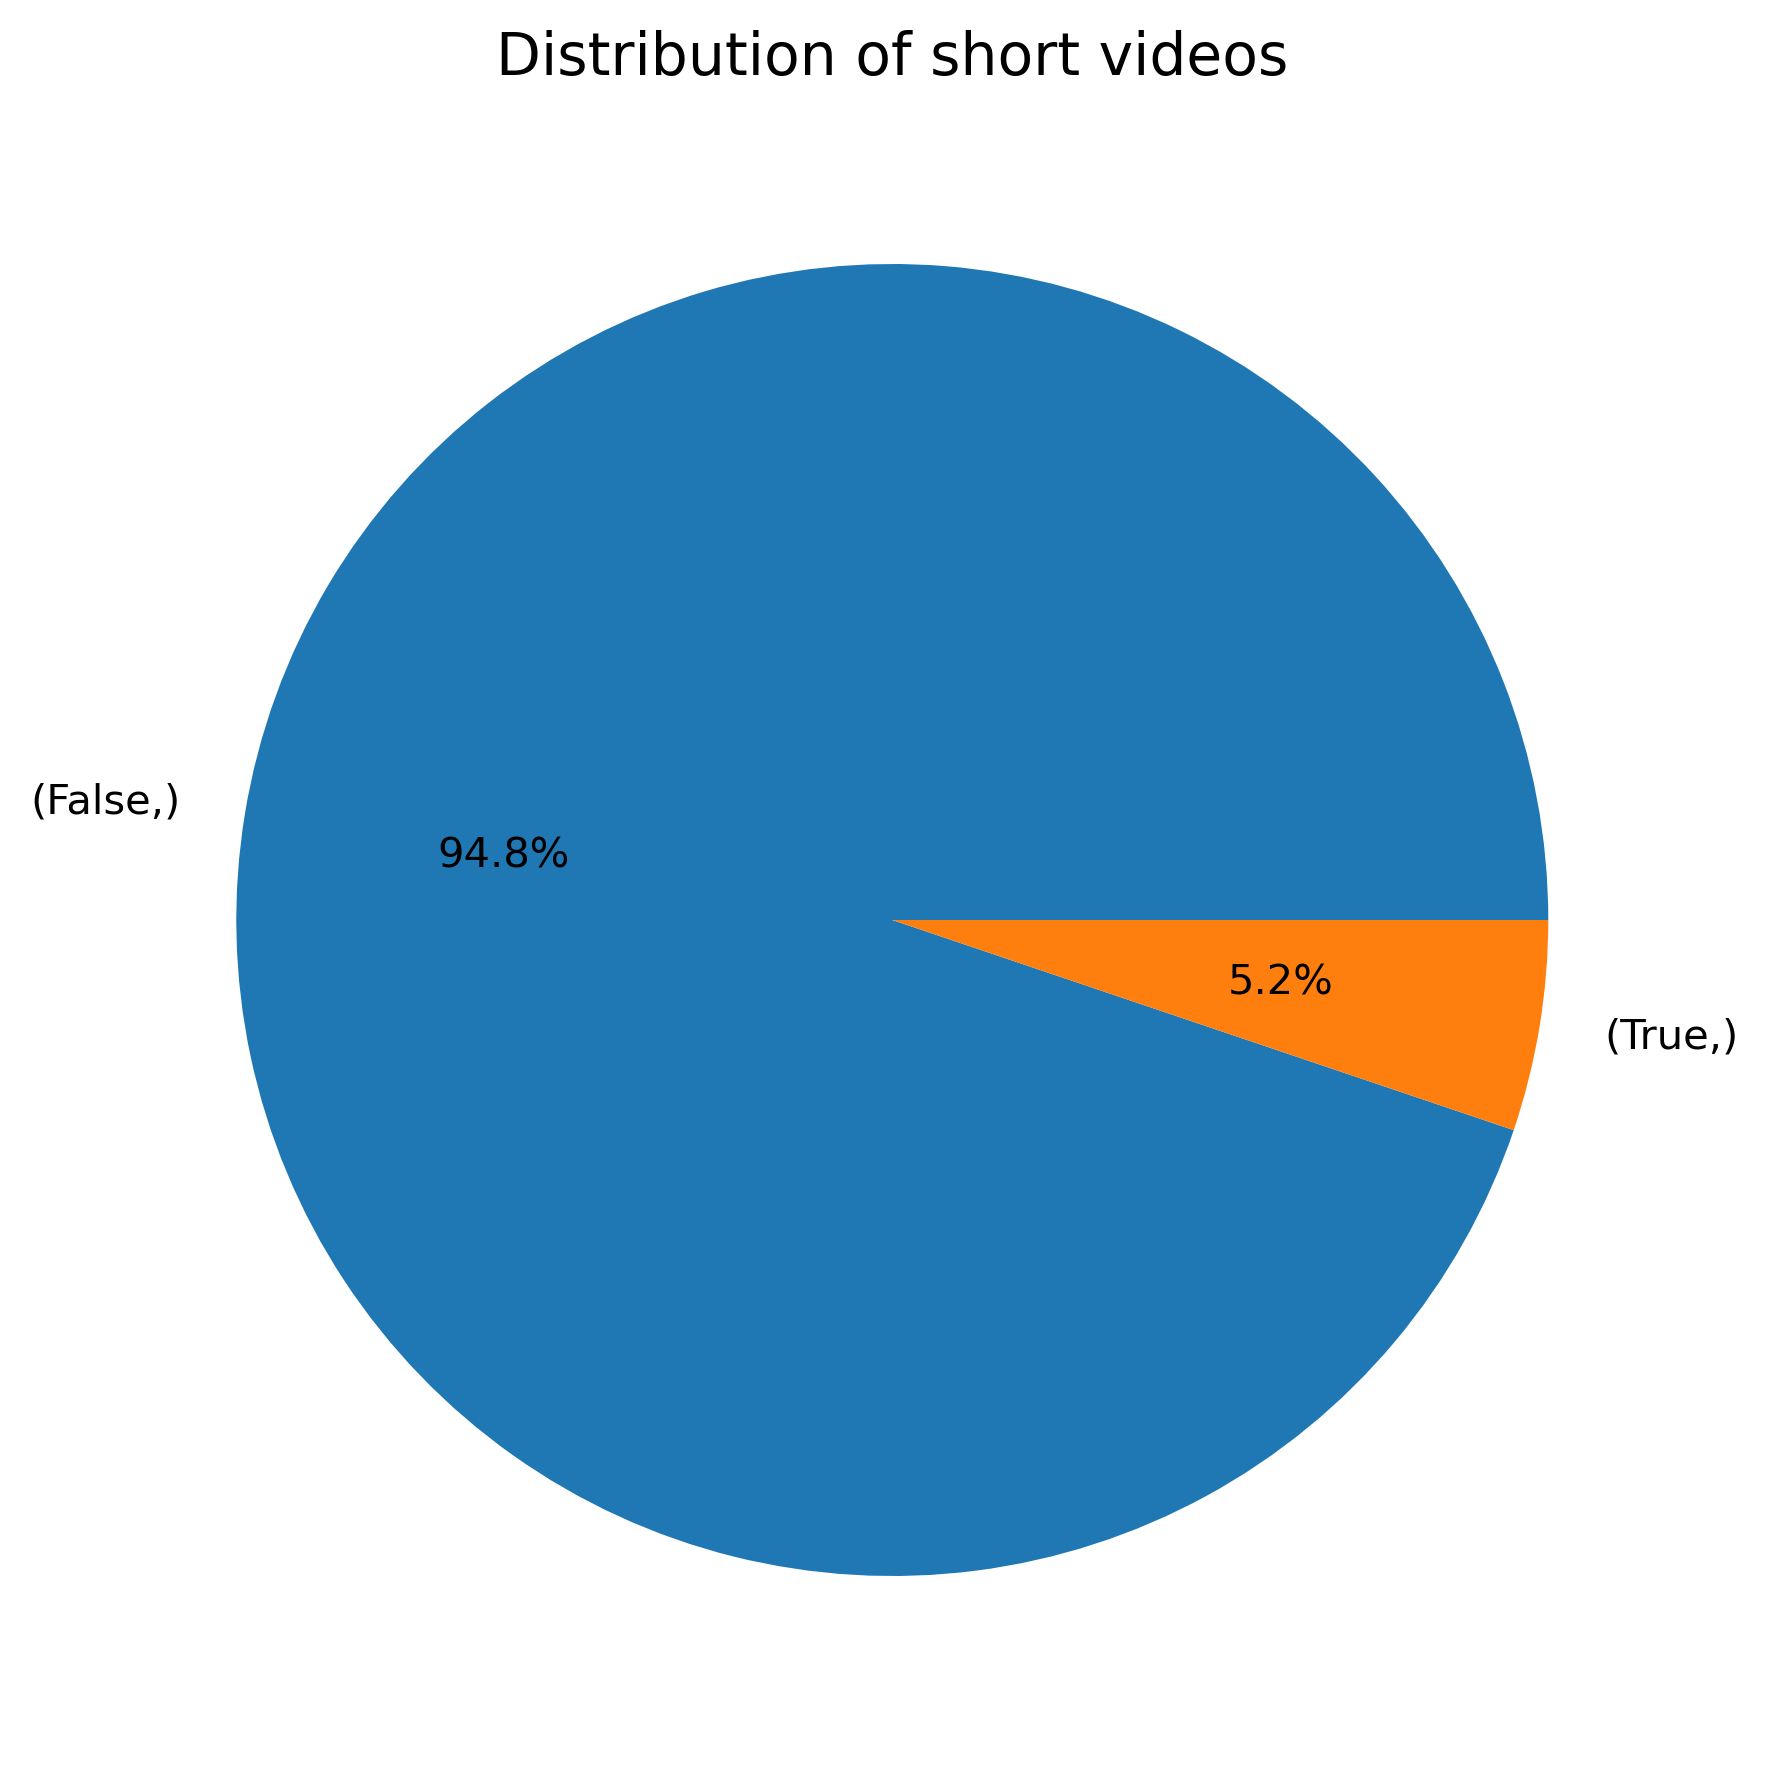 Distribution of short videos
(False,)
94.8%
5.2%
(True,)